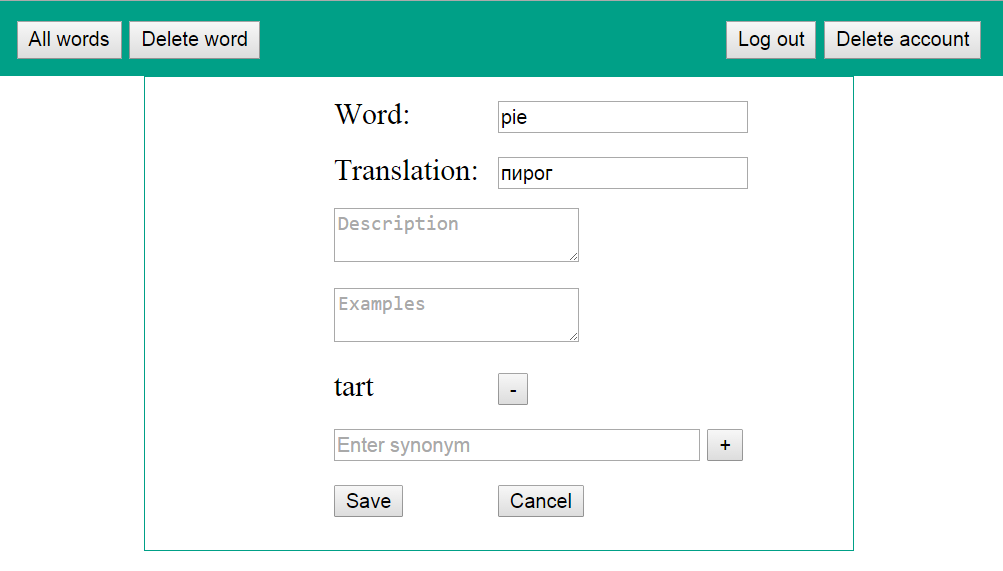 All words Delete word Log out Delete account
Word: pie
Translation: пирог
Description
Examples
tart -
Enter synonym +
Save Cancel